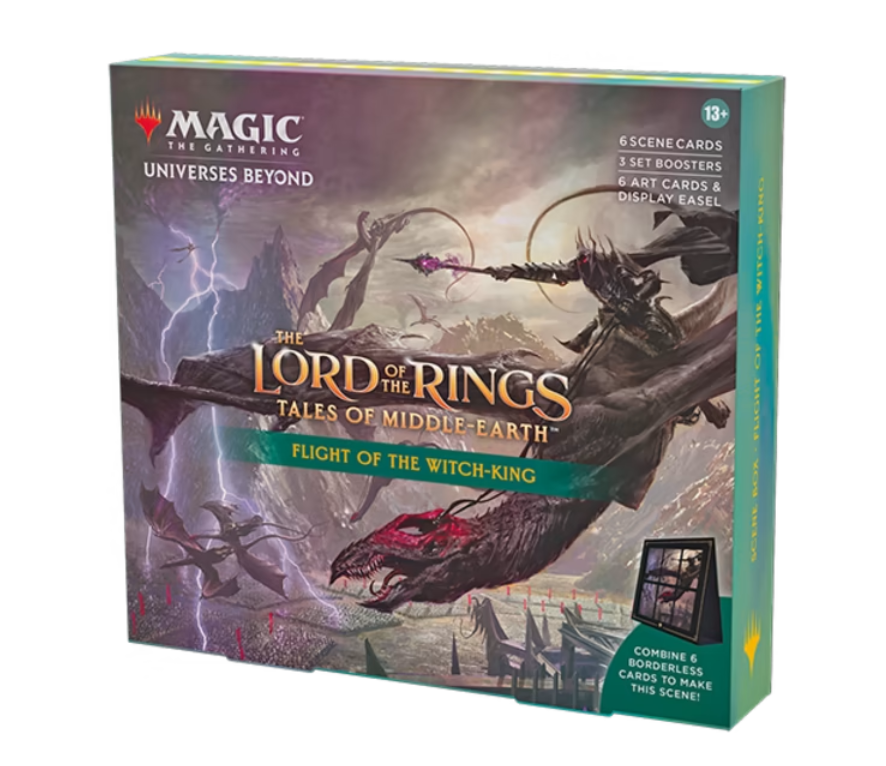 MAGIC
THE GATHERING
UNIVERSES BEYOND
13+
6 SCENE CARDS
3 SET BOOSTERS
6 ART CARDS &
DISPLAY EASEL
THE
LORD OF THE RINGS
TALES OF MIDDLE-EARTH™
FLIGHT OF THE WITCH-KING
COMBINE 6
BORDERLESS
CARDS TO MAKE
THIS SCENE!
SCENE BOX FLIGHT OF THE WITCH-KING